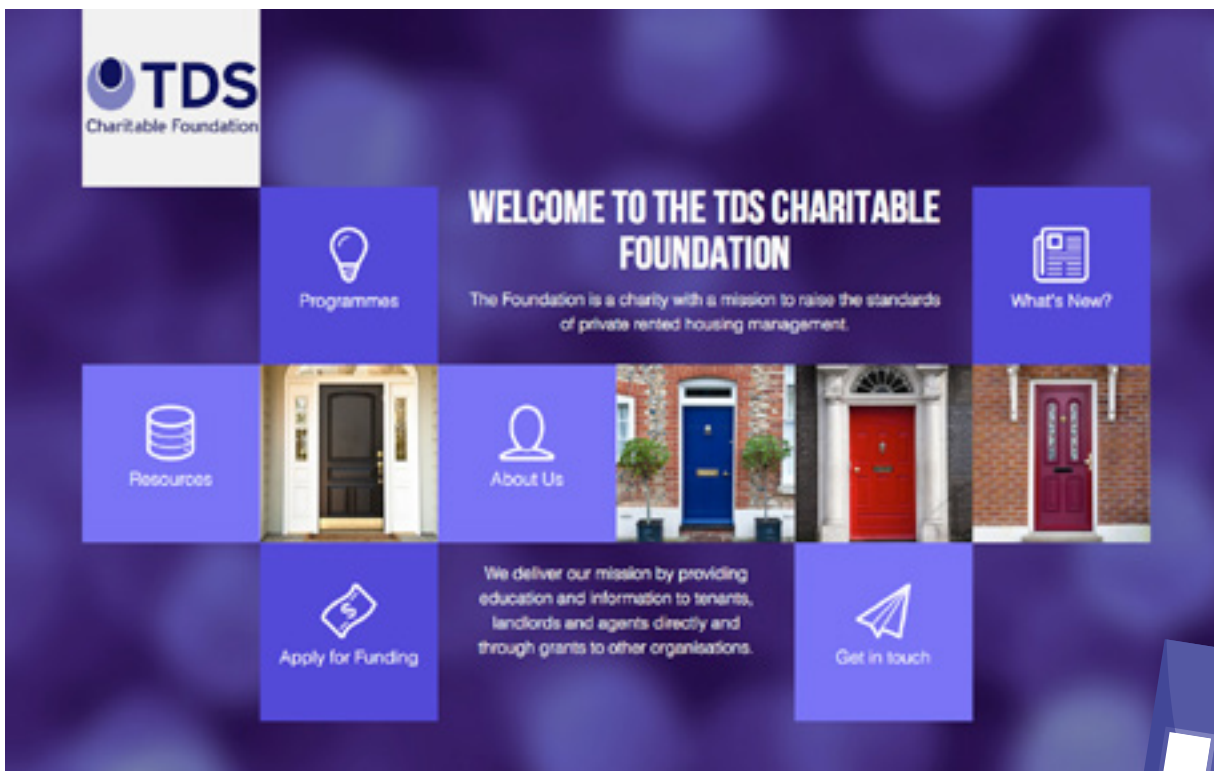 TDS
Charitable Foundation
WELCOME TO THE TDS CHARITABLE
FOUNDATION
The Foundation is a charity with a mission to raise the standards
of private rented housing management.
Programmes
What's New?
Resources
About Us
We deliver our mission by providing
education and information to tenants,
landlords and agents directly and
through grants to other organisations.
Apply for Funding
$
Get in touch